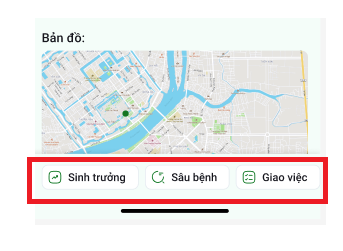 Bản đồ:
Sinh trưởng Sâu bệnh Giao việc